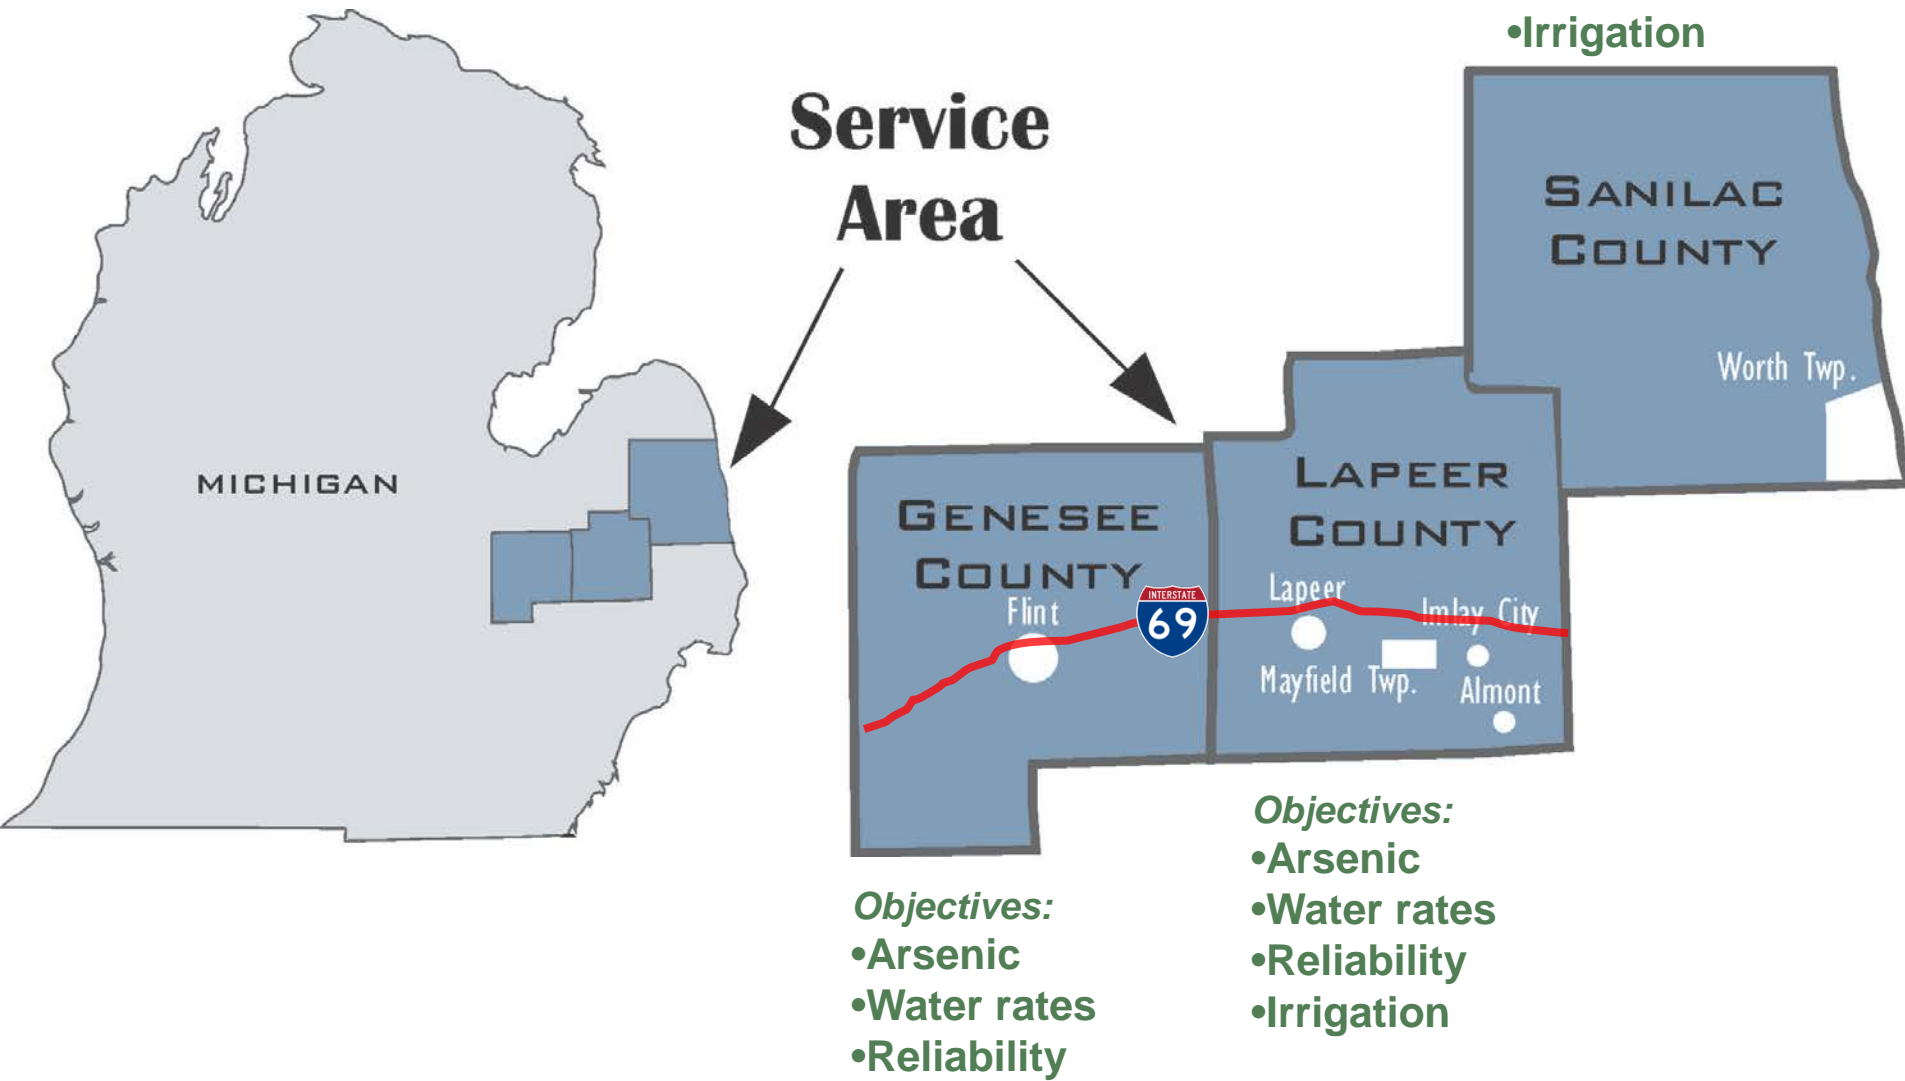 •Irrigation
Service
Area
SANILAC
COUNTY
Worth Twp.
MICHIGAN
LAPEER
COUNTY
GENESEE
COUNTY
Lapeer
Flint
INTERSTATE
69
Imlay City
Mayfield Twp.
Almont
Objectives:
•Arsenic
•Water rates
•Reliability
Objectives:
•Arsenic
•Water rates
•Reliability
•Irrigation